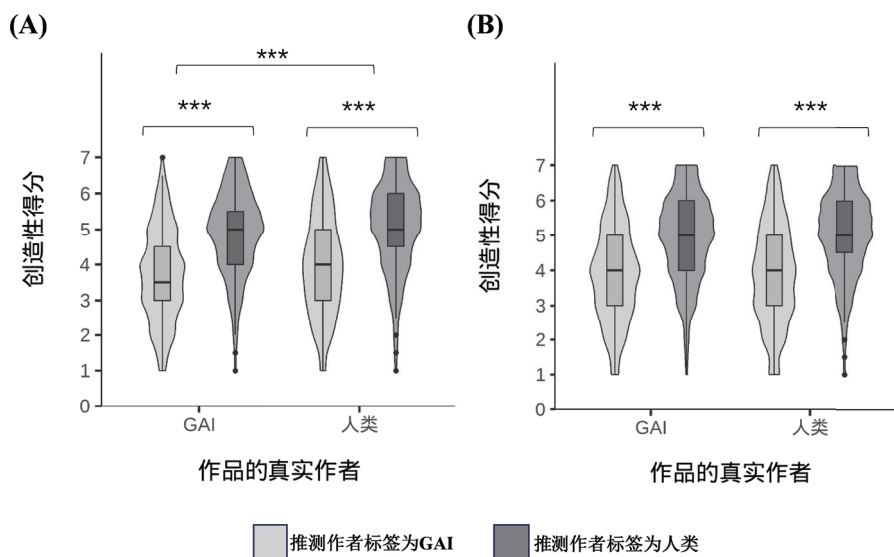 (A)
***
***
***
创造性得分
7
6
5
4
3
2
1
0
GAI
人类
作品的真实作者
(B)
***
***
创造性得分
7
6
5
4
3
2
1
0
GAI
人类
作品的真实作者
推测作者标签为GAI
推测作者标签为人类